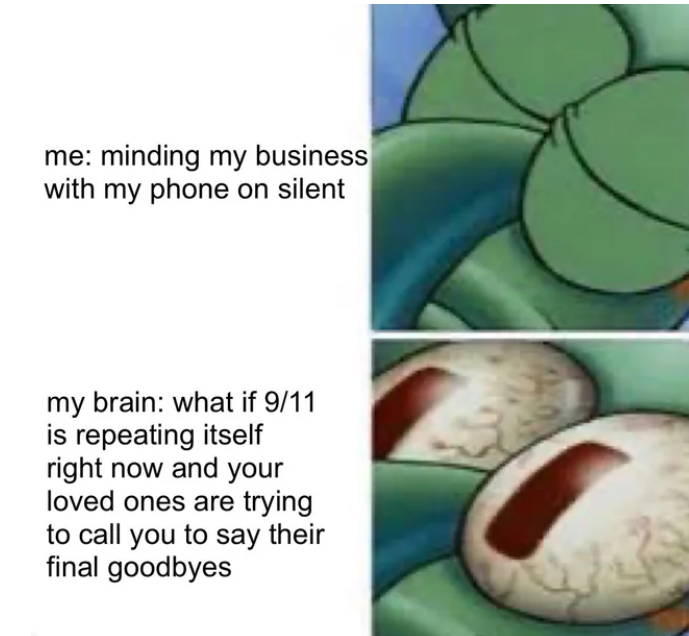 me: minding my business
with my phone on silent
my brain: what if 9/11
is repeating itself
right now and your
loved ones are trying
to call you to say their
final goodbyes